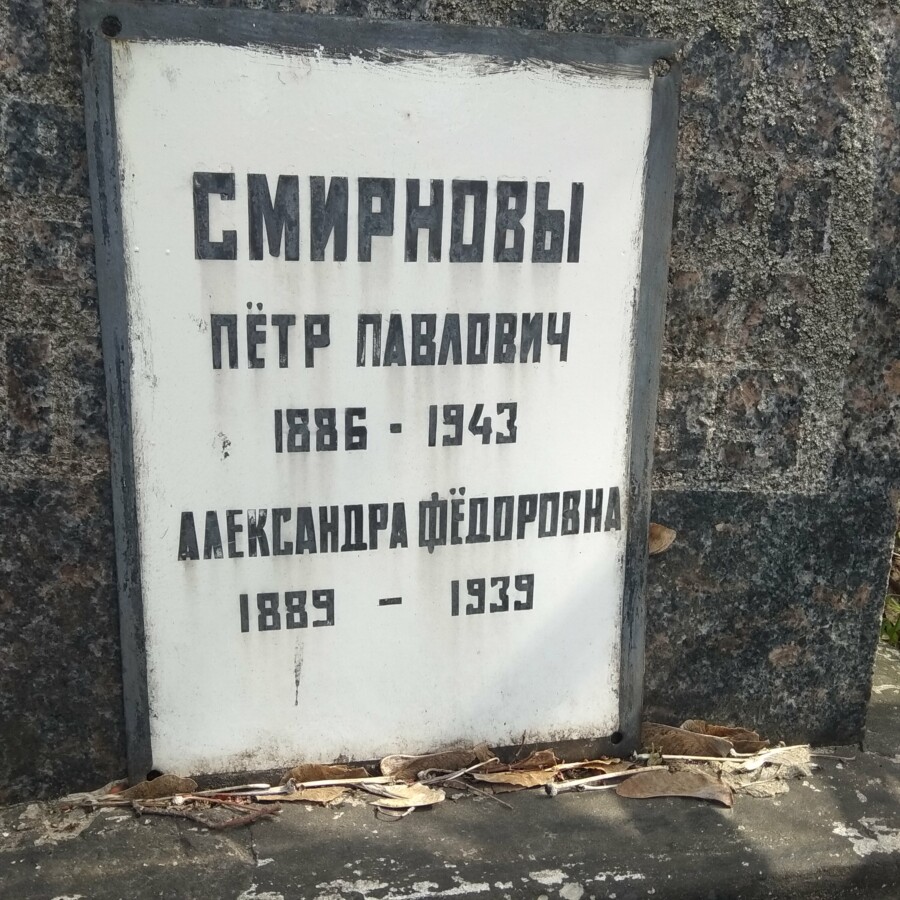 СМИРНОВЫ
ПЁТР ПАВЛОВИЧ
1886 - 1943
АЛЕКСАНДРА ФЁДОРОВНА
1889 - 1939